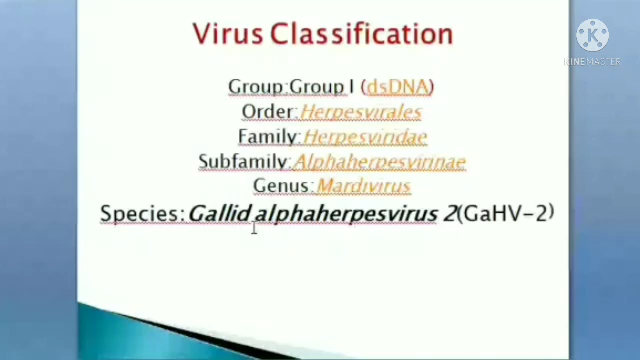 Virus Classification
KINEMASTER
Group:Group I (dsDNA)
Order:Herpesvirales
Family:Herpesviridae
Subfamily:Alphaherpesvirinae
Genus:Mardivirus
Species:Gallid alphaherpesvirus 2(GaHV-2)